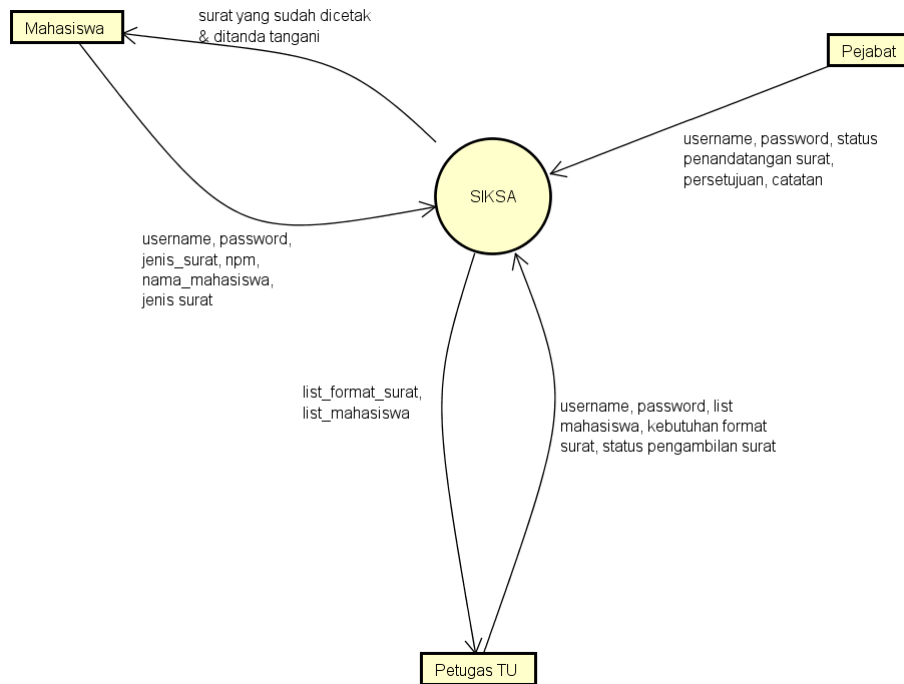 surat yang sudah dicetak
& ditanda tangani
Mahasiswa
Pejabat
username, password, status
penandatangan surat,
persetujuan, catatan
SIKSA
username, password,
jenis_surat, npm,
nama_mahasiswa,
jenis surat
list_format_surat,
list_mahasiswa
username, password, list
mahasiswa, kebutuhan format
surat, status pengambilan surat
Petugas TU